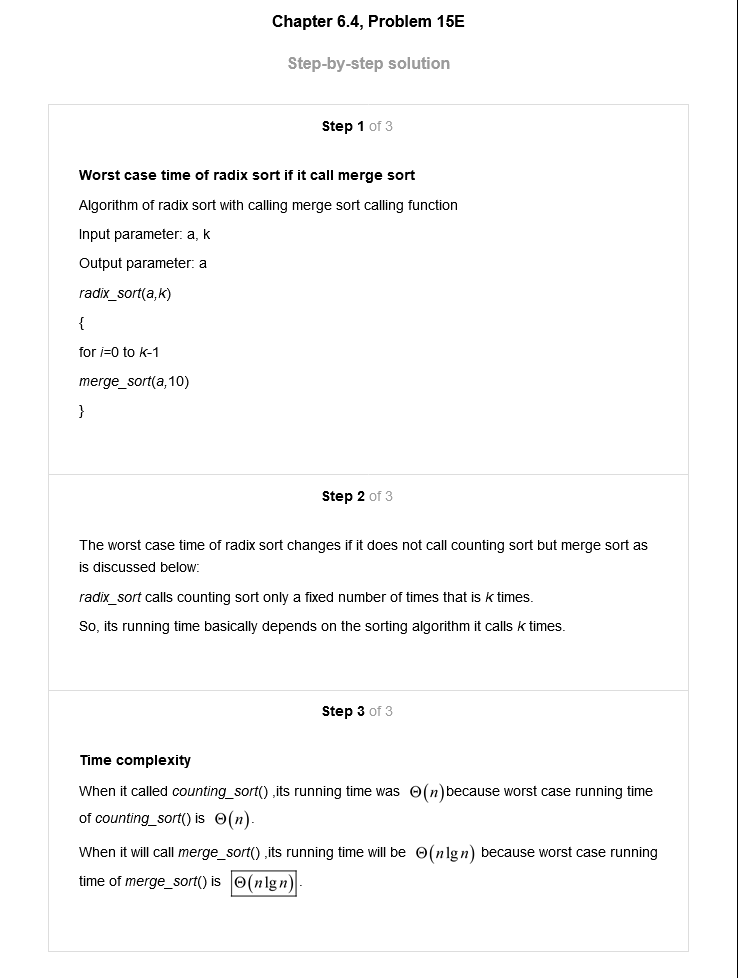 Chapter 6.4, Problem 15E
Step-by-step solution
Step 1 of 3
Worst case time of radix sort if it call merge sort
Algorithm of radix sort with calling merge sort calling function
Input parameter: a, k
Output parameter: a
radix_sort(a,k)
{
for i=0 to k-1
merge_sort(a,10)
}
Step 2 of 3
The worst case time of radix sort changes if it does not call counting sort but merge sort as
is discussed below:
radix_sort calls counting sort only a fixed number of times that is k times.
So, its running time basically depends on the sorting algorithm it calls k times.
Step 3 of 3
Time complexity
When it called counting_sort() ,its running time was Θ(n) because worst case running time
of counting_sort() is Θ(n).
When it will call merge_sort() ,its running time will be Θ(n lg n) because worst case running
time of merge_sort() is Θ(n lg n).